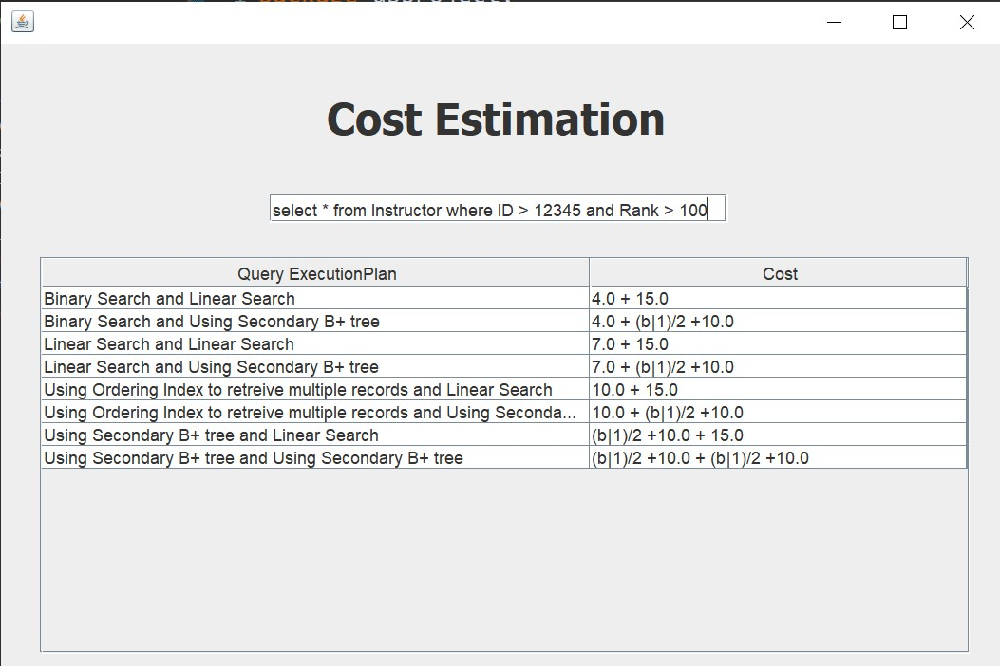 Cost Estimation
select * from Instructor where ID > 12345 and Rank > 100
Query ExecutionPlan Cost
Binary Search and Linear Search 4.0 + 15.0
Binary Search and Using Secondary B+ tree 4.0 + (b|1)/2 +10.0
Linear Search and Linear Search 7.0 + 15.0
Linear Search and Using Secondary B+ tree 7.0 + (b|1)/2 +10.0
Using Ordering Index to retreive multiple records and Linear Search 10.0 + 15.0
Using Ordering Index to retreive multiple records and Using Seconda... 10.0 + (b|1)/2 +10.0
Using Secondary B+ tree and Linear Search (b|1)/2 +10.0 + 15.0
Using Secondary B+ tree and Using Secondary B+ tree (b|1)/2 +10.0 + (b|1)/2 +10.0